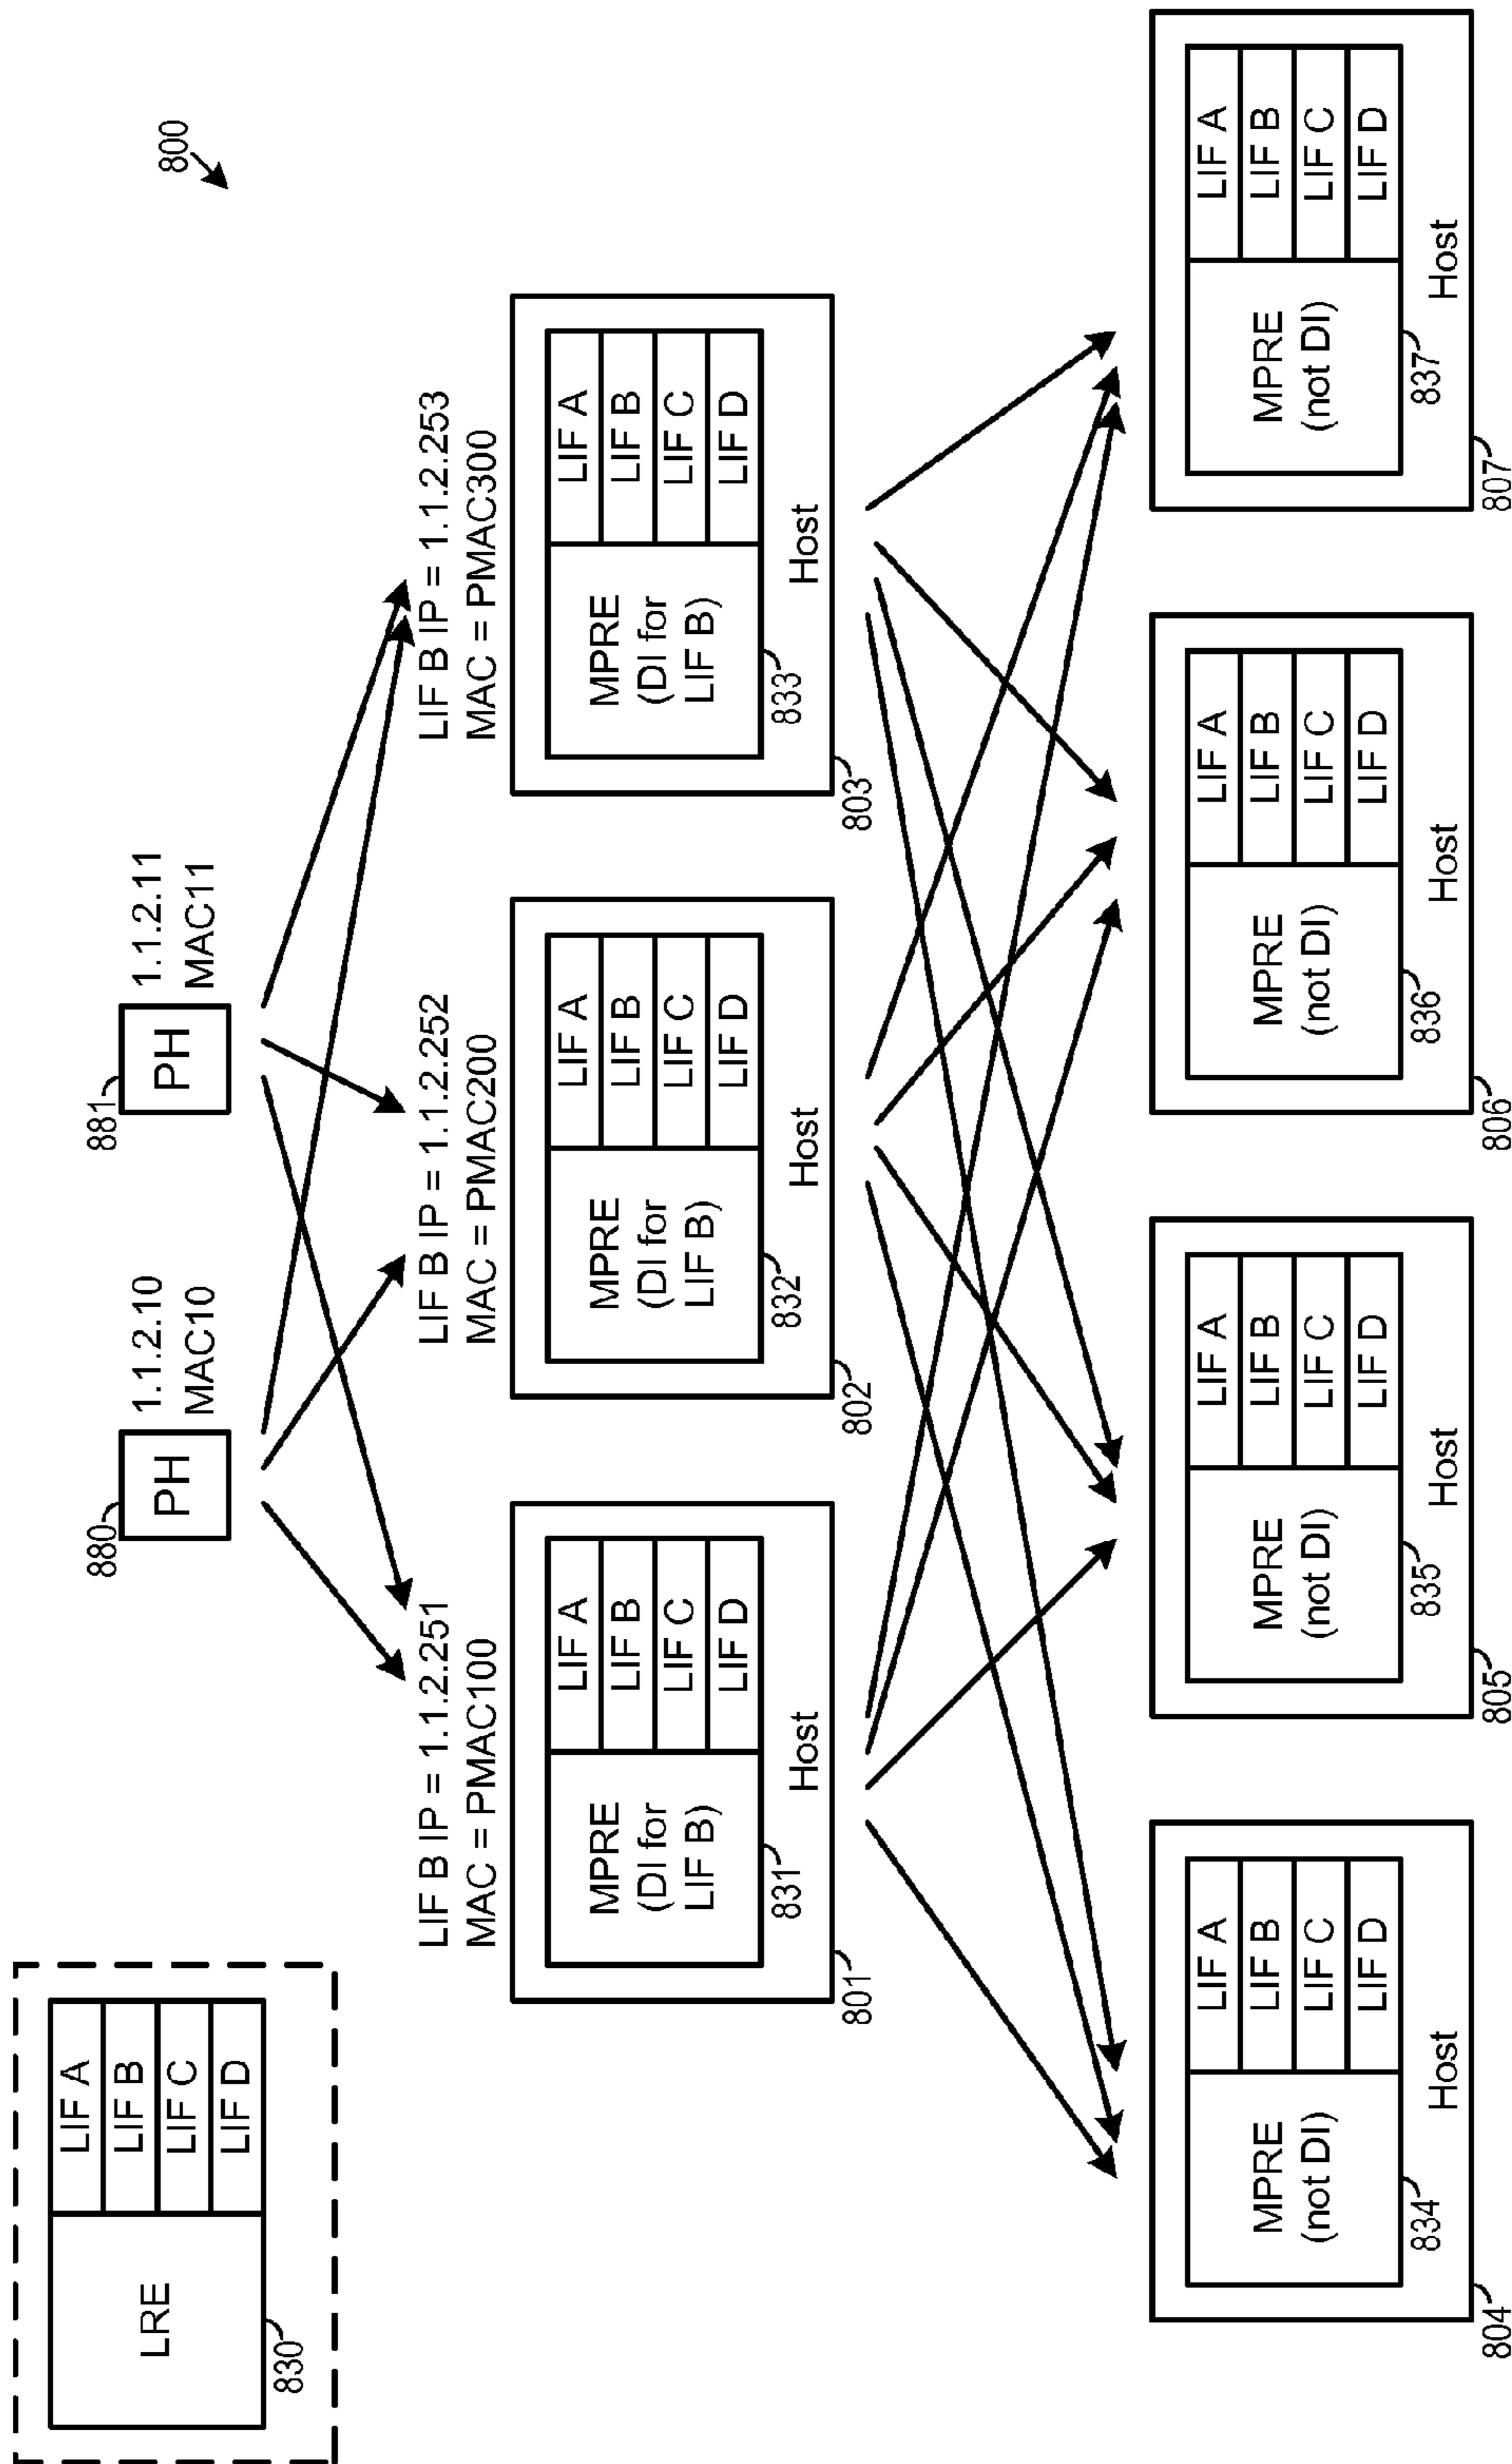 800
LRE
LIF A
LIF B
LIF C
LIF D
830
880
PH
1.1.2.10
MAC10
881
PH
1.1.2.11
MAC11
LIF B IP = 1.1.2.251
MAC = PMAC100
MPRE
(DI for
LIF B)
LIF A
LIF B
LIF C
LIF D
831
Host
801
LIF B IP = 1.1.2.252
MAC = PMAC200
MPRE
(DI for
LIF B)
LIF A
LIF B
LIF C
LIF D
832
Host
802
LIF B IP = 1.1.2.253
MAC = PMAC300
MPRE
(DI for
LIF B)
LIF A
LIF B
LIF C
LIF D
833
Host
803
MPRE
(not DI)
LIF A
LIF B
LIF C
LIF D
834
Host
804
MPRE
(not DI)
LIF A
LIF B
LIF C
LIF D
835
Host
805
MPRE
(not DI)
LIF A
LIF B
LIF C
LIF D
836
Host
806
MPRE
(not DI)
LIF A
LIF B
LIF C
LIF D
837
Host
807